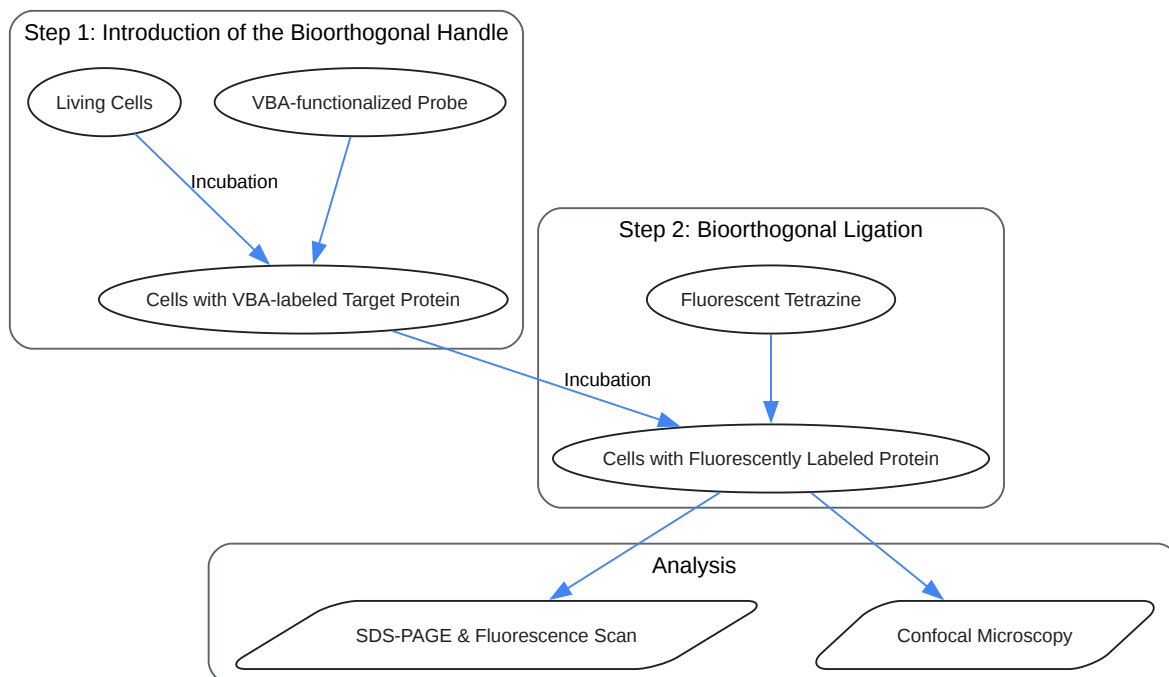 Step 1: Introduction of the Bioorthogonal Handle
Living Cells
VBA-functionalized Probe
Incubation
Cells with VBA-labeled Target Protein
Step 2: Bioorthogonal Ligation
Fluorescent Tetrazine
Incubation
Cells with Fluorescently Labeled Protein
Analysis
SDS-PAGE & Fluorescence Scan
Confocal Microscopy